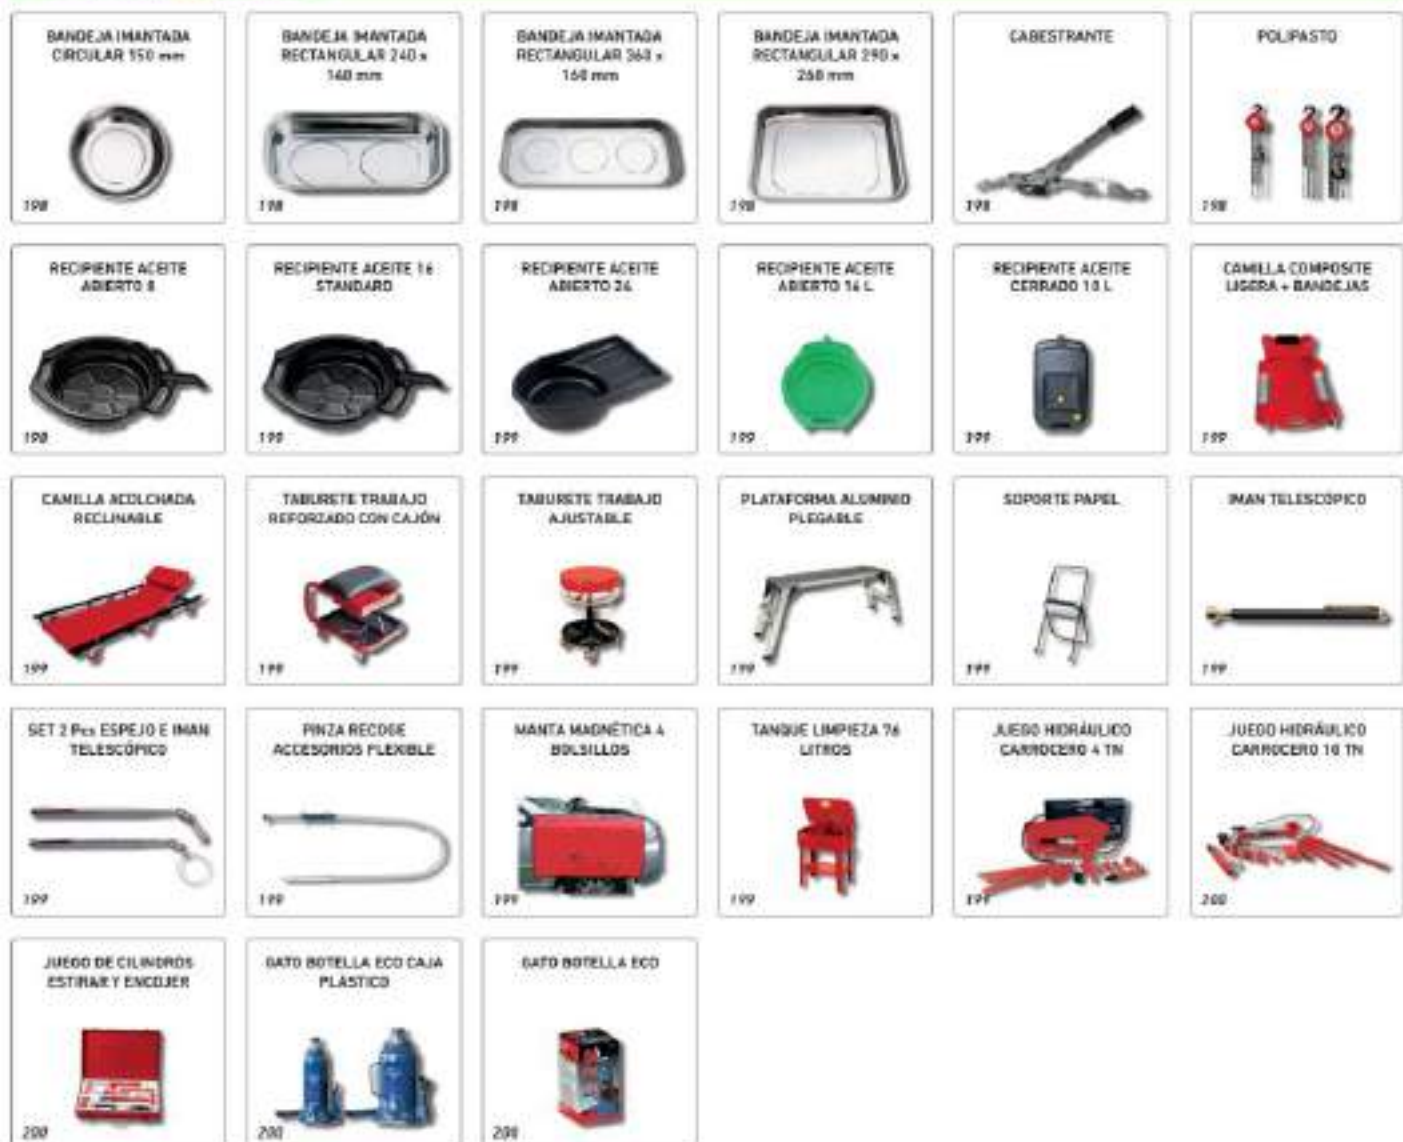 BANDEJA IMANTADA
CIRCULAR 150 mm
198
BANDEJA IMANTADA
RECTANGULAR 240 x
140 mm
198
BANDEJA IMANTADA
RECTANGULAR 360 x
160 mm
198
BANDEJA IMANTADA
RECTANGULAR 290 x
260 mm
198
CABESTRANTE
198
POLIPASTO
198
RECIPIENTE ACEITE
ABIERTO 8
198
RECIPIENTE ACEITE 16
STANDARD
199
RECIPIENTE ACEITE
ABIERTO 26
199
RECIPIENTE ACEITE
ABIERTO 16 L
199
RECIPIENTE ACEITE
CERRADO 10 L
199
CAMILLA COMPOSITE
LIGERA + BANDEJAS
199
CAMILLA ACOLCHADA
RECLINABLE
199
TABURETE TRABAJO
REFORZADO CON CAJÓN
199
TABURETE TRABAJO
AJUSTABLE
199
PLATAFORMA ALUMINIO
PLEGABLE
199
SOPORTE PAPEL
199
IMAN TELESCÓPICO
199
SET 2 Pcs ESPEJO E IMAN
TELESCÓPICO
199
PINZA RECOGE
ACCESORIOS FLEXIBLE
199
MANTA MAGNÉTICA 4
BOLSILLOS
199
TANQUE LIMPIEZA 76
LITROS
199
JUEGO HIDRÁULICO
CARROCERO 4 TN
199
JUEGO HIDRÁULICO
CARROCERO 10 TN
200
JUEGO DE CILINDROS
ESTIRAR Y ENCOJER
200
GATO BOTELLA ECO CAJA
PLÁSTICO
200
GATO BOTELLA ECO
200